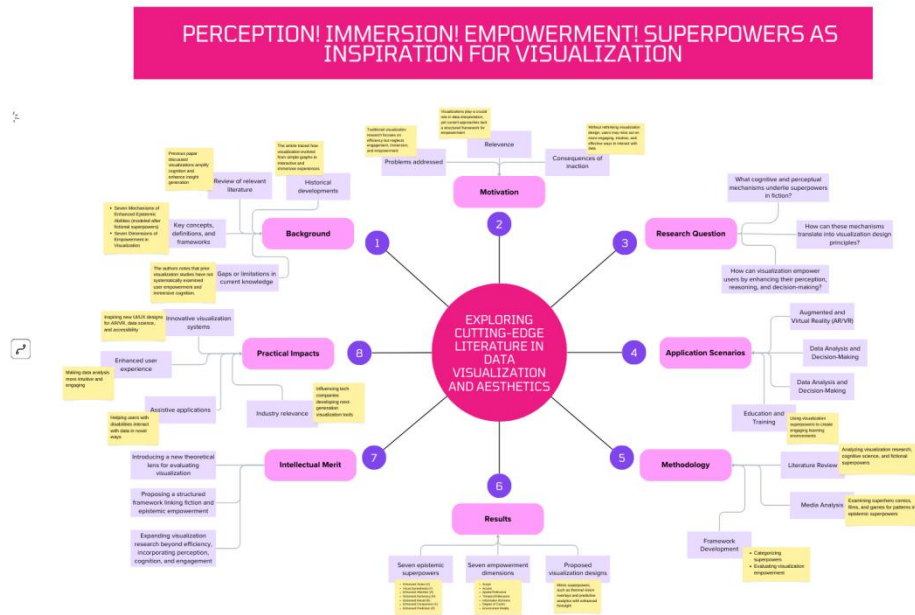 PERCEPTION! IMMERSION! EMPOWERMENT! SUPERPOWERS AS
INSPIRATION FOR VISUALIZATION
EXPLORING
CUTTING-EDGE
LITERATURE IN
DATA
VISUALIZATION
AND AESTHETICS
1
Background
Review of relevant
literature
Previous paper
discussed
visualizations amplify
cognition and
enhance insight
generation
Historical
developments
The article traced how
visualization evolved
from simple graphs to
interactive and
immersive experiences
Key concepts,
definitions, and
frameworks
Seven Mechanisms of
Enhanced Epistemic
Abilities (modeled after
fictional superpowers)
Seven Dimensions of
Empowerment in
Visualization
Gaps or limitations in
current knowledge
The authors notes that prior
visualization studies have not
systematically examined
user empowerment and
immersive cognition.
2
Motivation
Problems addressed
Traditional visualization
research focuses on
efficiency but neglects
engagement,
immersion, and
empowerment
Relevance
Visualizations play a crucial
role in data interpretation,
yet current approaches lack
a structured framework for
empowerment
Consequences
of inaction
Without rethinking visualization
design, users may miss out on
more engaging, intuitive, and
effective ways to interact with
data
3
Research Question
What cognitive and perceptual
mechanisms underlie superpowers
in fiction?
How can these mechanisms
translate into visualization design
principles?
How can visualization empower
users by enhancing their perception,
reasoning, and decision-making?
4
Application Scenarios
Augmented and
Virtual Reality (AR/VR)
Data Analysis and
Decision-Making
Data Analysis and
Decision-Making
Education and
Training
Using visualization
superpowers to create
engaging learning
environments
5
Methodology
Literature Review
Analyzing visualization research,
cognitive science, and fictional
superpowers.
Media Analysis
Examining superhero comics,
films, and games for patterns in
epistemic superpowers
Framework
Development
Categorizing
superpowers
Evaluating visualization
empowerment
6
Results
Seven epistemic
superpowers
Seven empowerment
dimensions
Proposed
visualization designs
7
Intellectual Merit
Introducing a new theoretical
lens for evaluating
visualization
Proposing a structured
framework linking fiction and
epistemic empowerment
Expanding visualization
research beyond efficiency,
incorporating perception,
cognition, and engagement
8
Practical Impacts
Innovative visualization
systems
Inspiring new UI/UX designs
for AR/VR, data science,
and accessibility
Enhanced user
experience
Making data analysis
more intuitive and
engaging
Assistive applications
Helping users with
disabilities interact
with data in novel
ways
Industry relevance
Influencing tech
companies
developing next-
generation
visualization tools